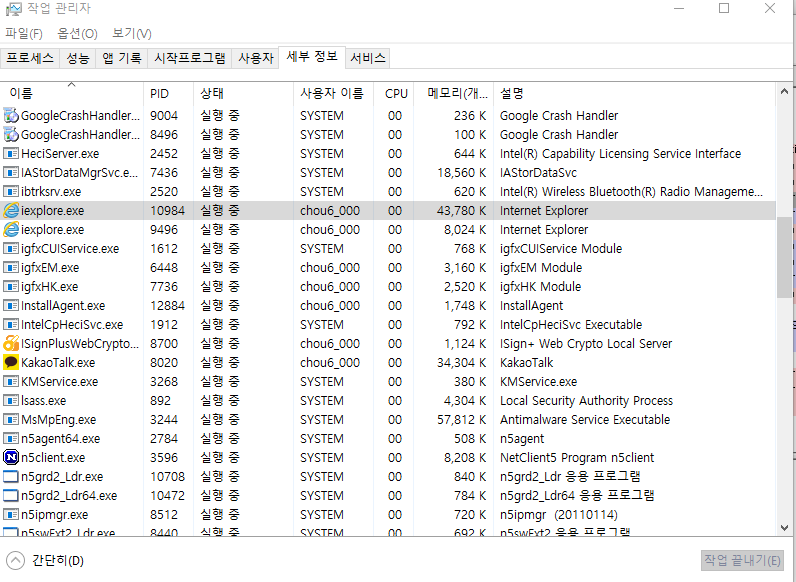 작업 관리자
파일(F) 옵션(O) 보기(V)
프로세스 성능 앱 기록 시작프로그램 사용자 세부 정보 서비스
이름 PID 상태 사용자 이름 CPU 메모리(개... 설명
GoogleCrashHandler... 9004 실행 중 SYSTEM 00 236 K Google Crash Handler
GoogleCrashHandler... 8496 실행 중 SYSTEM 00 100 K Google Crash Handler
HeciServer.exe 2452 실행 중 SYSTEM 00 644 K Intel(R) Capability Licensing Service Interface
IAStorDataMgrSvc.e... 7436 실행 중 SYSTEM 00 18,560 K IAStorDataSvc
ibtrksrv.exe 2520 실행 중 SYSTEM 00 620 K Intel(R) Wireless Bluetooth(R) Radio Manageme...
iexplore.exe 10984 실행 중 chou6_000 00 43,780 K Internet Explorer
iexplore.exe 9496 실행 중 chou6_000 00 8,024 K Internet Explorer
igfxCUIService.exe 1612 실행 중 SYSTEM 00 768 K igfxCUIService Module
igfxEM.exe 6448 실행 중 chou6_000 00 3,160 K igfxEM Module
igfxHK.exe 7736 실행 중 chou6_000 00 2,520 K igfxHK Module
InstallAgent.exe 12884 실행 중 chou6_000 00 1,748 K InstallAgent
IntelCpHeciSvc.exe 1912 실행 중 SYSTEM 00 792 K IntelCpHeciSvc Executable
ISignPlusWebCrypto... 8700 실행 중 chou6_000 00 1,124 K ISign+ Web Crypto Local Server
KakaoTalk.exe 8020 실행 중 chou6_000 00 34,304 K KakaoTalk
KMService.exe 3268 실행 중 SYSTEM 00 380 K KMService.exe
lsass.exe 892 실행 중 SYSTEM 00 4,304 K Local Security Authority Process
MsMpEng.exe 3244 실행 중 SYSTEM 00 57,812 K Antimalware Service Executable
n5agent64.exe 2784 실행 중 SYSTEM 00 508 K n5agent
n5client.exe 3596 실행 중 SYSTEM 00 8,208 K NetClient5 Program n5client
n5grd2_Ldr.exe 10708 실행 중 SYSTEM 00 840 K n5grd2_Ldr 응용 프로그램
n5grd2_Ldr64.exe 10472 실행 중 SYSTEM 00 784 K n5grd2_Ldr64 응용 프로그램
n5ipmgr.exe 8512 실행 중 SYSTEM 00 720 K n5ipmgr (20110114)
n5swExt2_Ldr.exe 8440 실행 중 SYSTEM 00 692 K n5swExt2_Ldr 응용 프로그램
간단히(D) 작업 끝내기(E)